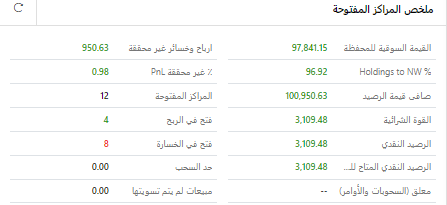 ملخص المراكز المفتوحة
القيمة السوقية للمحفظة 97,841.15 ارباح وخسائر غير محققة 950.63
Holdings to NW % 96.92 ٪ غير محققة PnL 0.98
صافى قيمة الرصيد 100,950.63 المراكز المفتوحة 12
القوة الشرائية 3,109.48 فتح في الربح 4
الرصيد النقدي 3,109.48 فتح في الخسارة 8
الرصيد النقدي المتاح لل... 3,109.48 حد السحب 0.00
معلق (السحوبات والأوامر) -- مبيعات لم يتم تسويتها 0.00